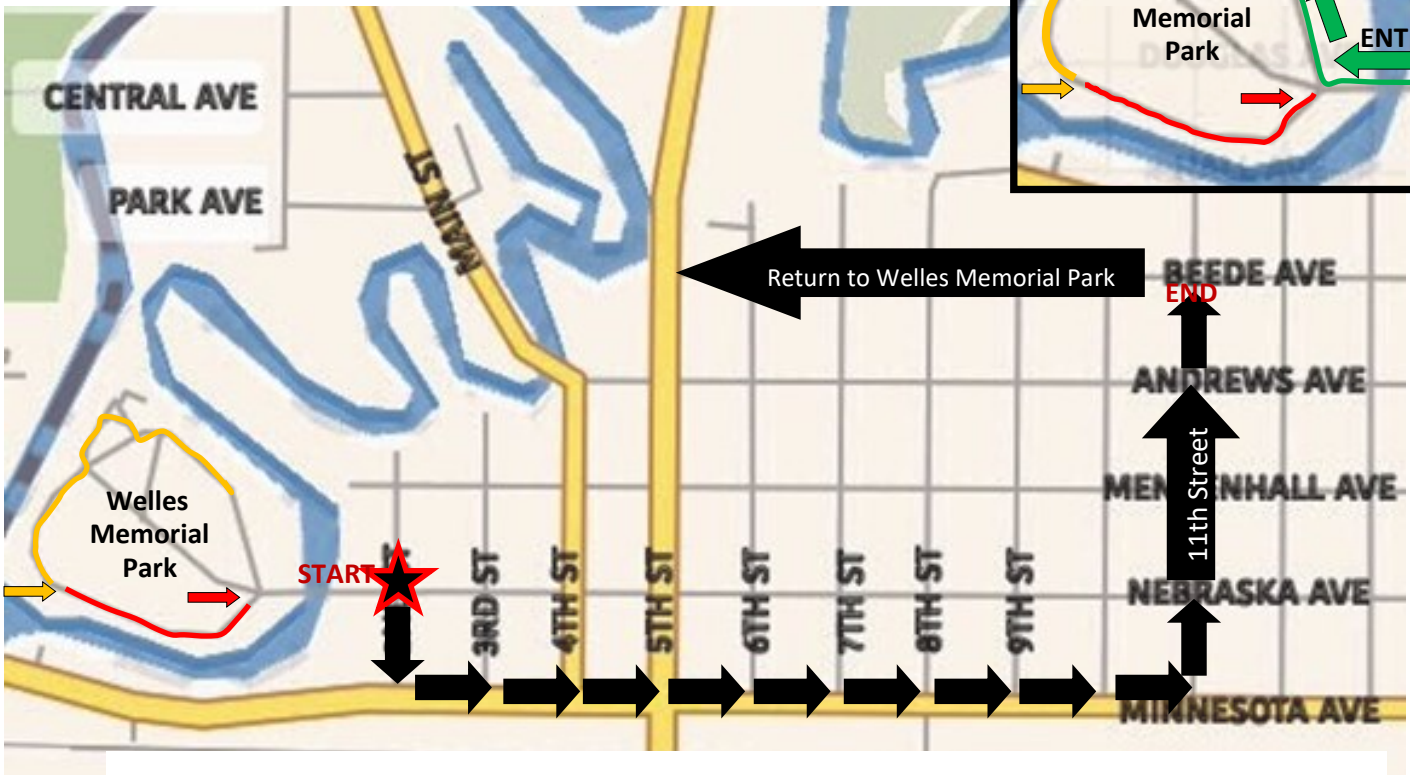 Memorial
Park
ENT
CENTRAL AVE
PARK AVE
MAIN ST
Return to Welles Memorial Park
BEEDE AVE
END
ANDREWS AVE
11th Street
Welles
Memorial
Park
START
3RD ST
4TH ST
5TH ST
6TH ST
7TH ST
8TH ST
9TH ST
NEBRASKA AVE
MINNESOTA AVE